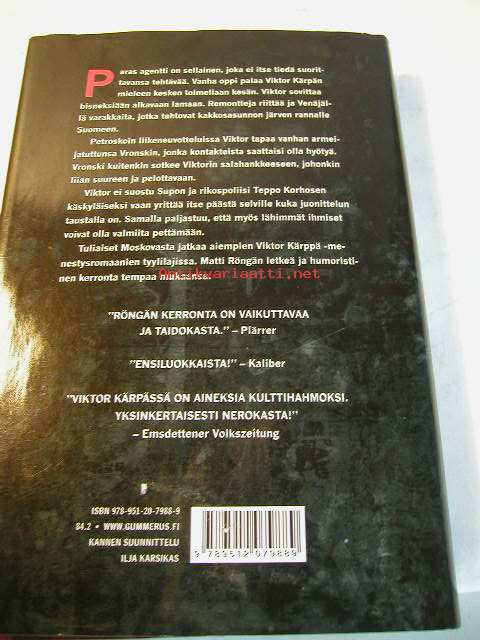 Paras agentti on sellainen, joka ei itse tiedä suorit-
tavansa tehtävää. Vanha oppi palaa Viktor Kärpän
mieleen kesken toimeliaan kesän. Viktor sovittaa
bisneksiään alkavaan lamaan. Remontteja riittää ja Venäjäl-
lä varakkaita, jotka tahtovat kakkosasunnon järven rannalle
Suomeen.
Petroskoin liikeneuvotteluissa Viktor tapaa vanhan armei-
jatuttunsa Vronskin, jonka kontakteista saattaisi olla hyötyä.
Vronski kuitenkin sotkee Viktorin salahankkeeseen, johonkin
liian suureen ja pelottavaan.
Viktor ei suostu Supon ja rikospoliisi Teppo Korhosen
käskyläiseksi vaan yrittää itse päästä selville kuka juonittelun
taustalla on. Samalla paljastuu, että myös lähimmät ihmiset
voivat olla valmiita pettämään.
Tuliaiset Moskovasta jatkaa aiempien Viktor Kärppä -me-
nestysromaanien tyylilajissa. Matti Röngän letkeä ja humoristi-
nen kerronta tempaa mukaansa.
Antikvariaatti.net
"RÖNGÄN KERRONTA ON VAIKUTTAVAA
JA TAIDOKASTA." – Plärrer
"ENSILUOKKAISTA!" – Kaliber
"VIKTOR KÄRPÄSSÄ ON AINEKSIA KULTTIHAHMOKSI.
YKSINKERTAISESTI NEROKASTA!"
– Emsdettener Volkszeitung
ISBN 978-951-20-7988-9
84.2 • WWW.GUMMERUS.FI
KANNEN SUUNNITTELU
ILJA KARSIKAS
9 789512 079889